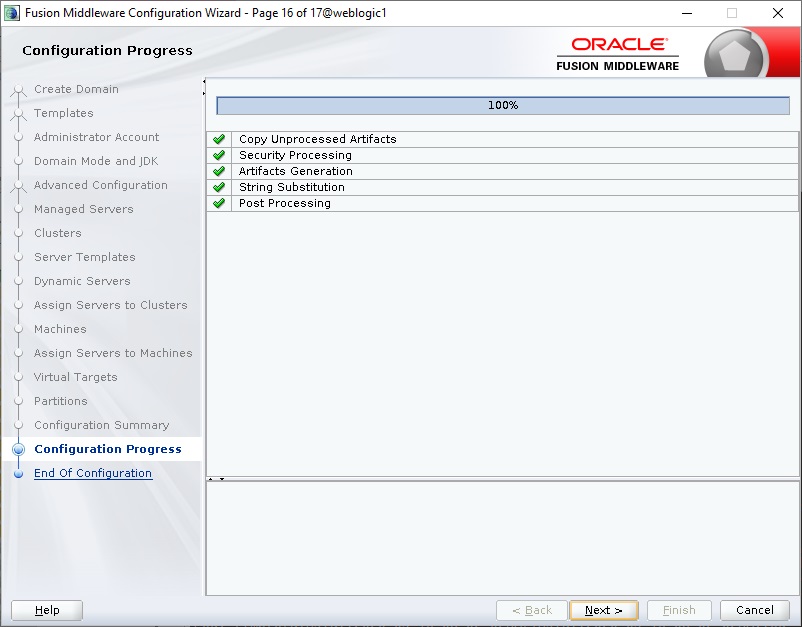 Fusion Middleware Configuration Wizard - Page 16 of 17@weblogic1
Configuration Progress
ORACLE®
FUSION MIDDLEWARE
Create Domain
Templates
Administrator Account
Domain Mode and JDK
Advanced Configuration
Managed Servers
Clusters
Server Templates
Dynamic Servers
Assign Servers to Clusters
Machines
Assign Servers to Machines
Virtual Targets
Partitions
Configuration Summary
Configuration Progress
End Of Configuration
100%
Copy Unprocessed Artifacts
Security Processing
Artifacts Generation
String Substitution
Post Processing
Help
< Back
Next >
Finish
Cancel